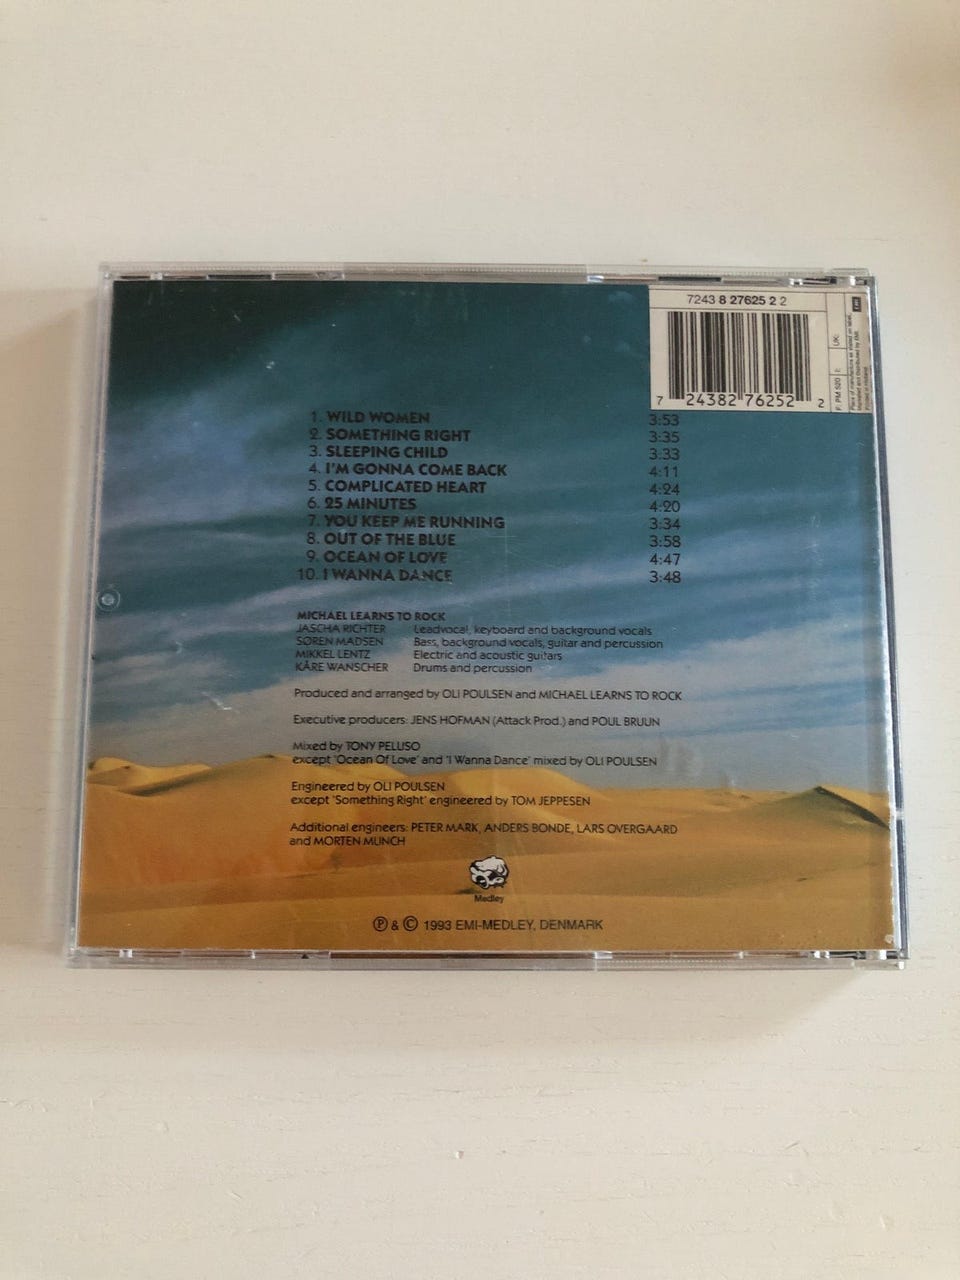 7243 8 27625 2 2
7 24382 76252 2
UK:
F: PM 520 I:
EMI
1. WILD WOMEN 3:53
2. SOMETHING RIGHT 3:35
3. SLEEPING CHILD 3:33
4. I'M GONNA COME BACK 4:11
5. COMPLICATED HEART 4:24
6. 25 MINUTES 4:20
7. YOU KEEP ME RUNNING 3:34
8. OUT OF THE BLUE 3:58
9. OCEAN OF LOVE 4:47
10. I WANNA DANCE 3:48
MICHAEL LEARNS TO ROCK
JASCHA RICHTER Leadvocal, keyboard and background vocals
SØREN MADSEN Bass, background vocals, guitar and percussion
MIKKEL LENTZ Electric and acoustic guitars
KÅRE WANSCHER Drums and percussion
Produced and arranged by OLI POULSEN and MICHAEL LEARNS TO ROCK
Executive producers: JENS HOFMAN (Attack Prod.) and POUL BRUUN
Mixed by TONY PELUSO
except 'Ocean Of Love' and 'I Wanna Dance' mixed by OLI POULSEN
Engineered by OLI POULSEN
except 'Something Right' engineered by TOM JEPPESEN
Additional engineers: PETER MARK, ANDERS BONDE, LARS OVERGAARD
and MORTEN MUNCH
Medley
℗ & © 1993 EMI-MEDLEY, DENMARK